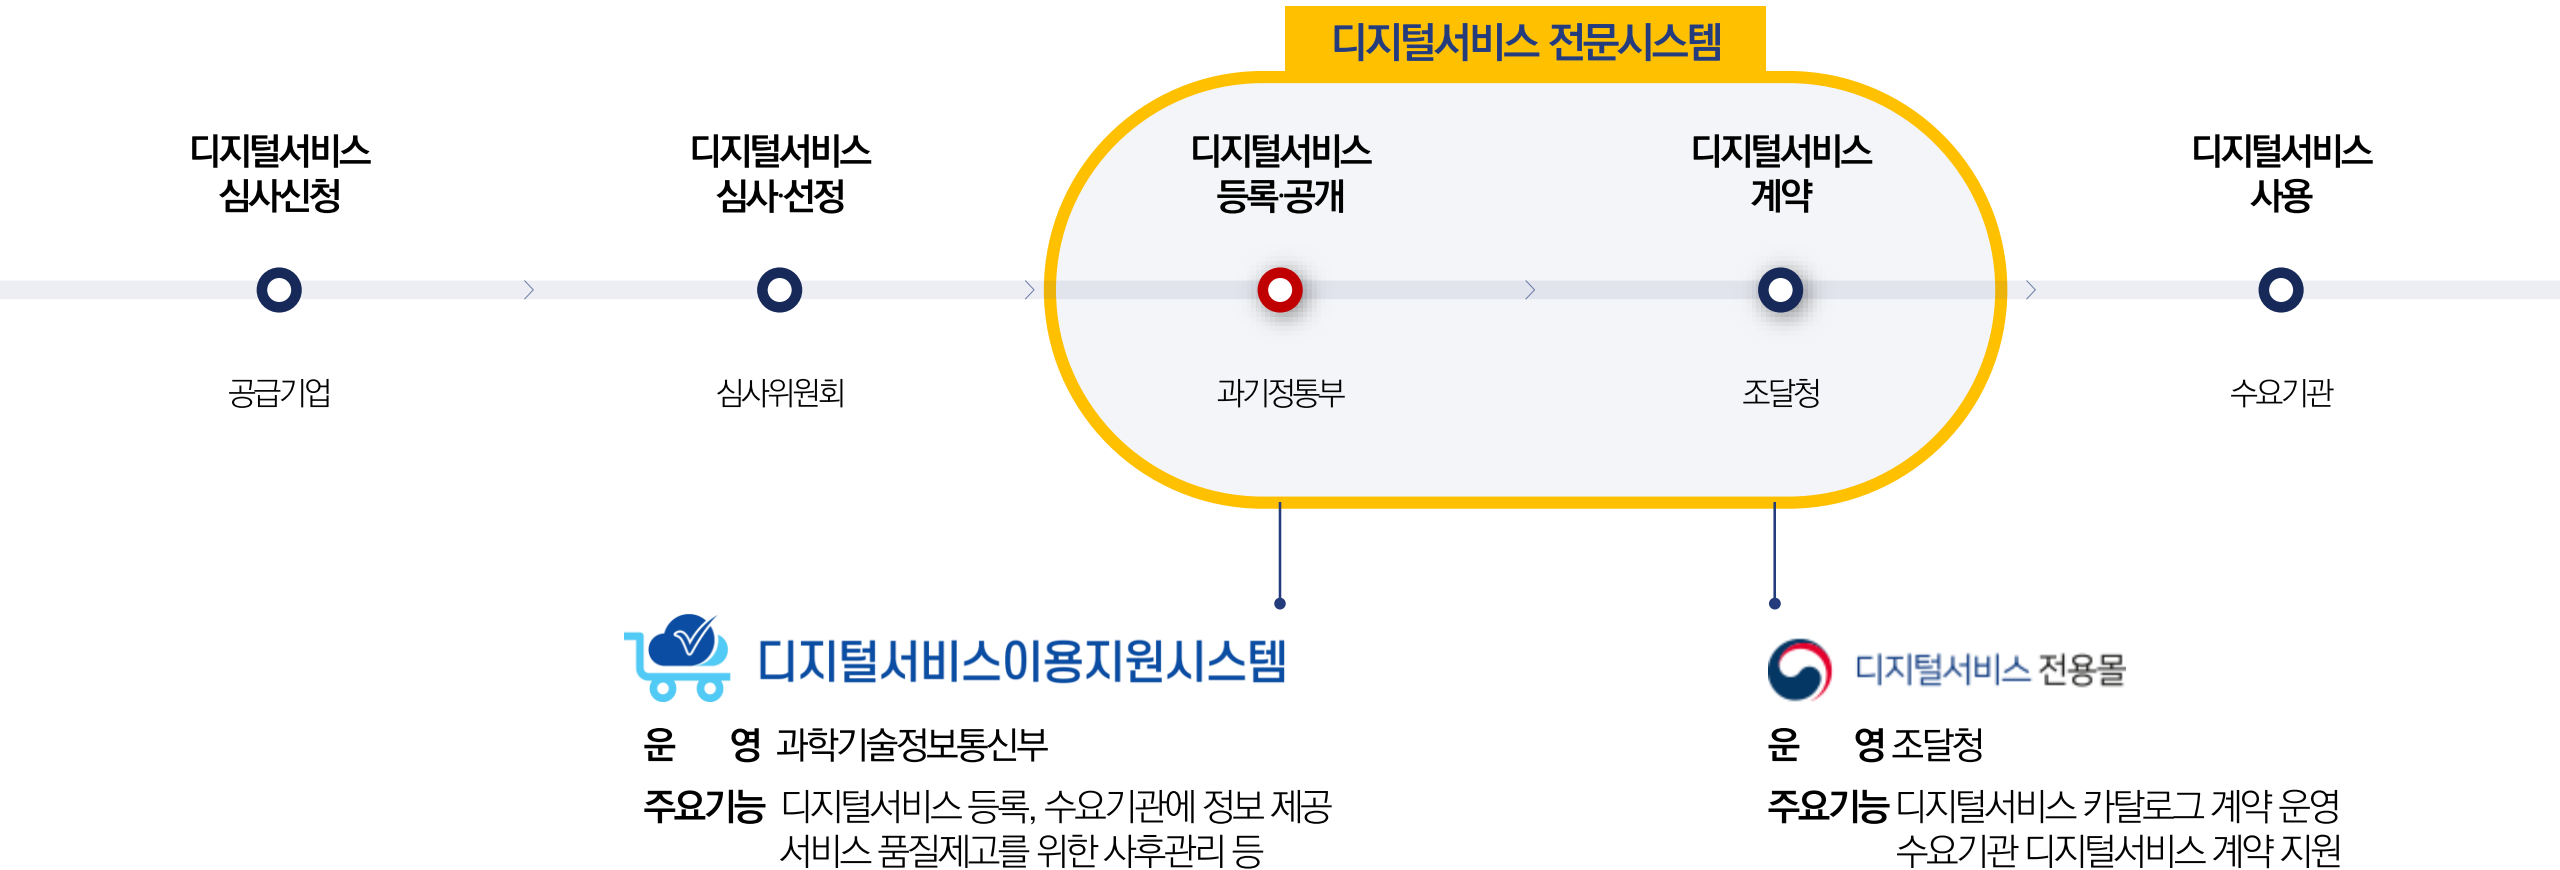 디지털서비스 전문시스템
디지털서비스
심사신청
디지털서비스
심사·선정
디지털서비스
등록·공개
디지털서비스
계약
디지털서비스
사용
공급기업
심사위원회
과기정통부
조달청
수요기관
디지털서비스이용지원시스템
운 영 과학기술정보통신부
주요기능 디지털서비스 등록, 수요기관에 정보 제공
서비스 품질제고를 위한 사후관리 등
디지털서비스 전용몰
운 영 조달청
주요기능 디지털서비스 카탈로그 계약 운영
수요기관 디지털서비스 계약 지원